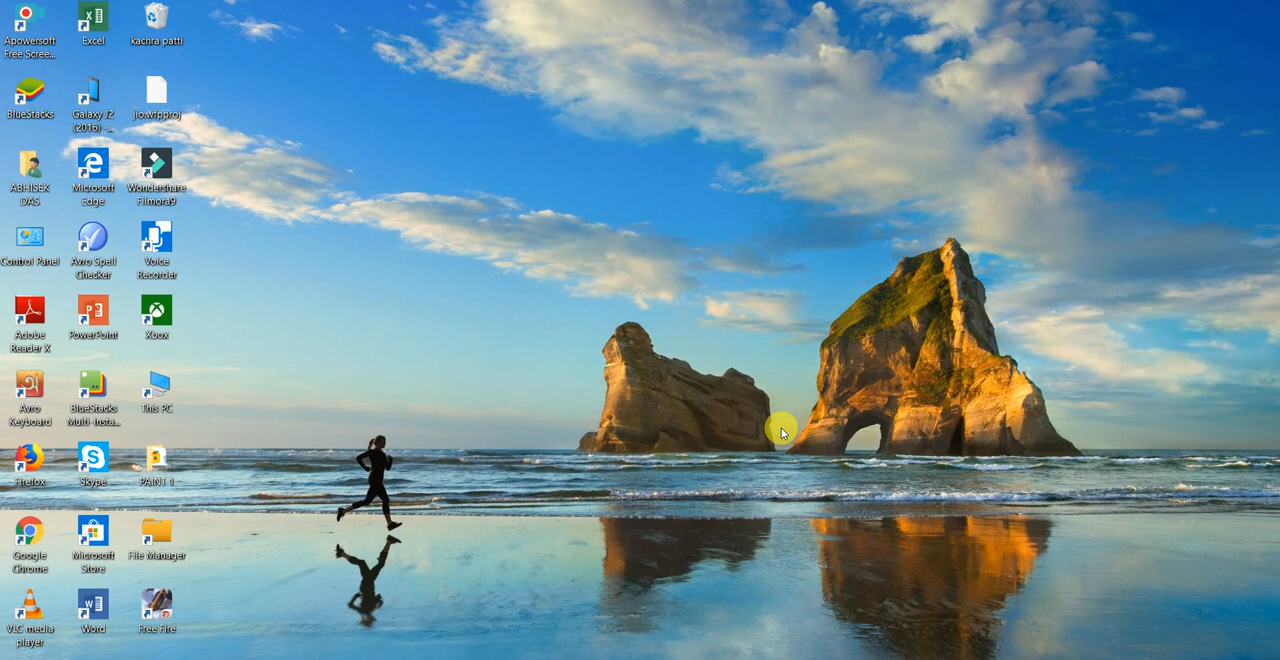 Apowersoft
Free Scree...
Excel
kachra patti
BlueStacks
Galaxy J2
(2016) -...
jio.wfpproj
ABHISEK
DAS
Microsoft
Edge
Wondershare
Filmora9
Control Panel
Avro Spell
Checker
Voice
Recorder
Adobe
Reader X
PowerPoint
Xbox
Avro
Keyboard
BlueStacks
Multi-Insta...
This PC
Firefox
Skype
PAINT 1
Google
Chrome
Microsoft
Store
File Manager
VLC media
player
Word
Free Fire